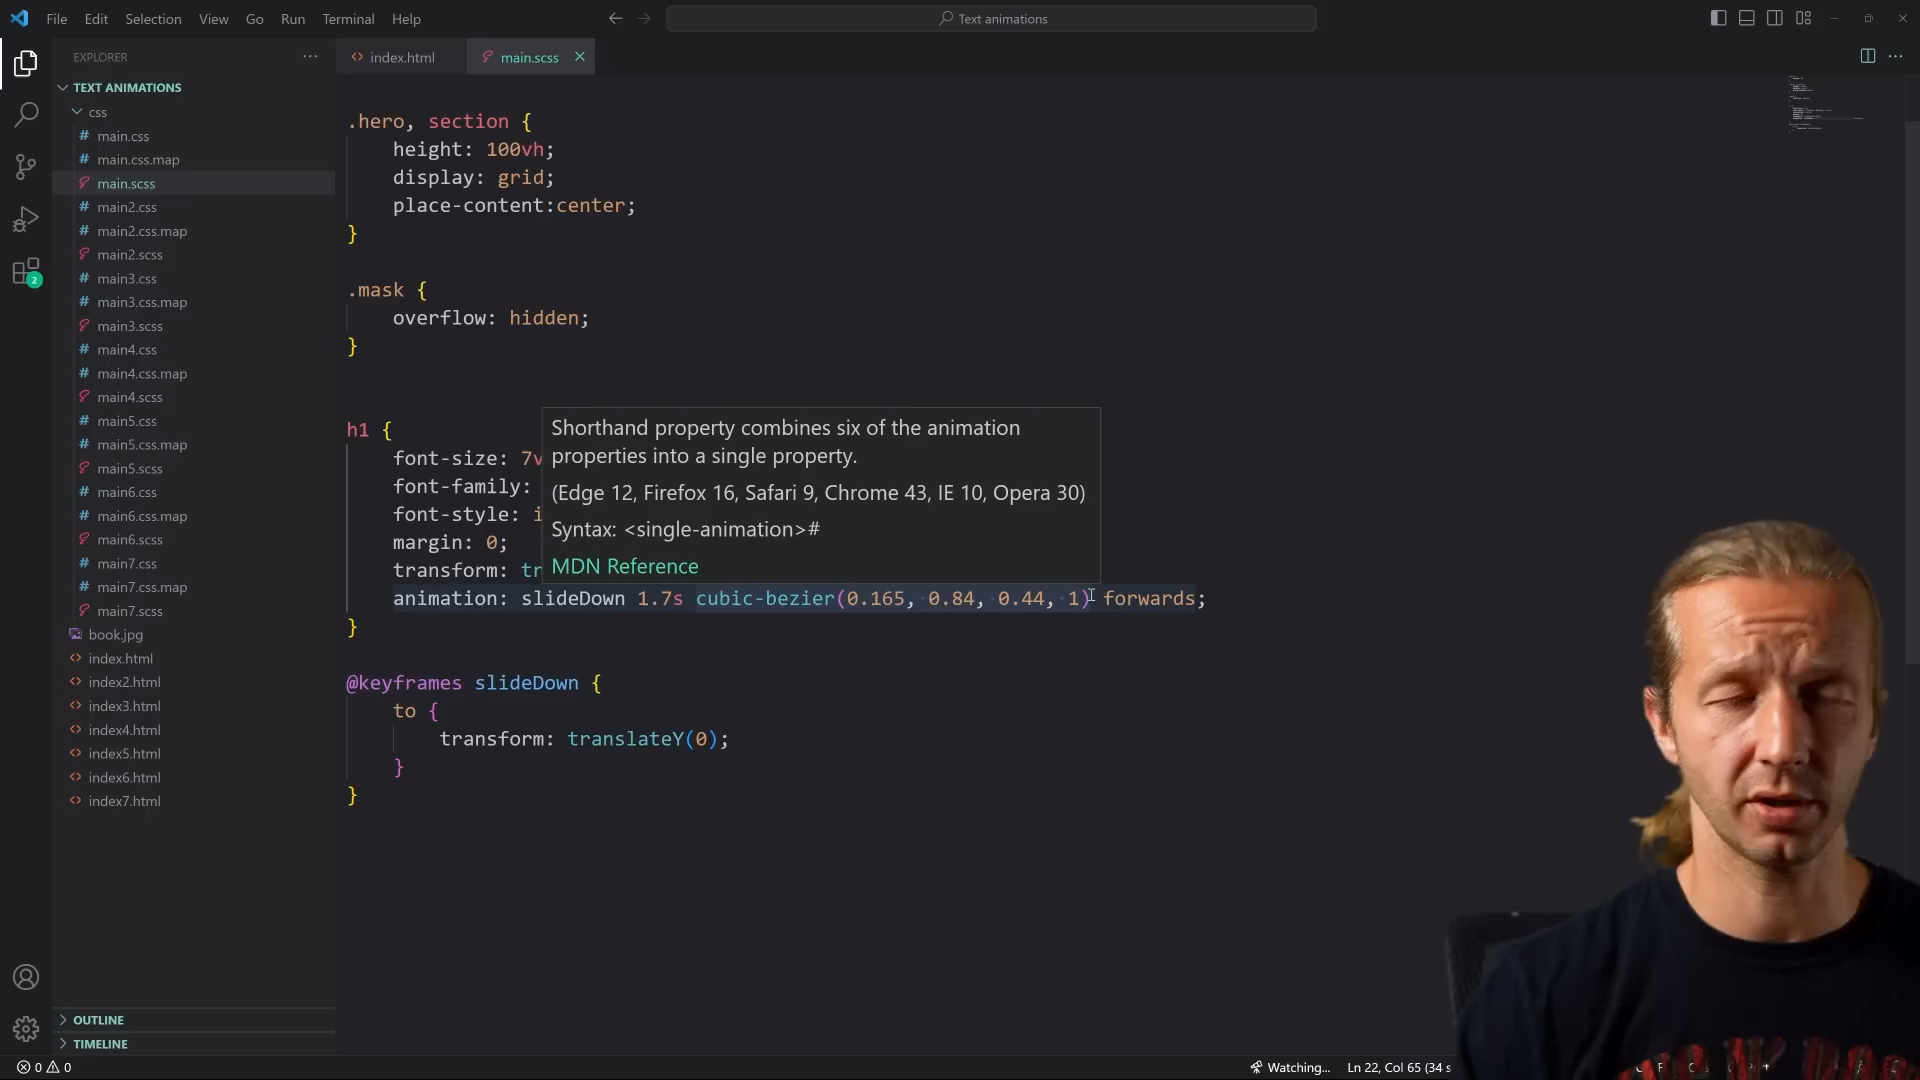 File Edit Selection View Go Run Terminal Help
Text animations
EXPLORER
index.html
main.scss
TEXT ANIMATIONS
css
main.css
main.css.map
main.scss
main2.css
main2.css.map
main2.scss
main3.css
main3.css.map
main3.scss
main4.css
main4.css.map
main4.scss
main5.css
main5.css.map
main5.scss
main6.css
main6.css.map
main6.scss
main7.css
main7.css.map
main7.scss
book.jpg
index.html
index2.html
index3.html
index4.html
index5.html
index6.html
index7.html
OUTLINE
TIMELINE
2
.hero, section {
height: 100vh;
display: grid;
place-content:center;
}
.mask {
overflow: hidden;
}
h1 {
font-size: 7v
font-family:
font-style: i
margin: 0;
transform: tr
animation: slideDown 1.7s cubic-bezier(0.165, 0.84, 0.44, 1) forwards;
}
@keyframes slideDown {
to {
transform: translateY(0);
}
}
Shorthand property combines six of the animation
properties into a single property.
(Edge 12, Firefox 16, Safari 9, Chrome 43, IE 10, Opera 30)
Syntax: <single-animation>#
MDN Reference
0 0
Watching... Ln 22, Col 65 (34 s